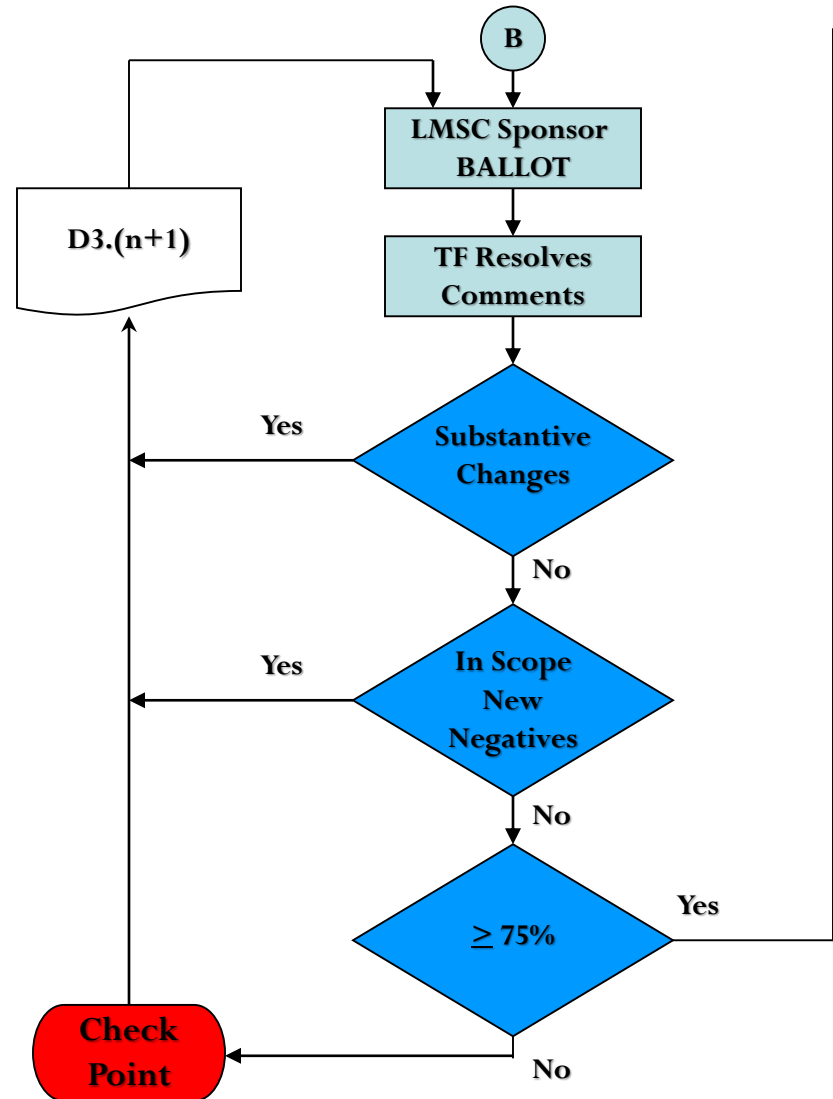 B
LMSC Sponsor
BALLOT
D3.(n+1)
TF Resolves
Comments
Yes
Substantive
Changes
No
Yes
In Scope
New
Negatives
No
≥ 75%
Yes
Check
Point
No